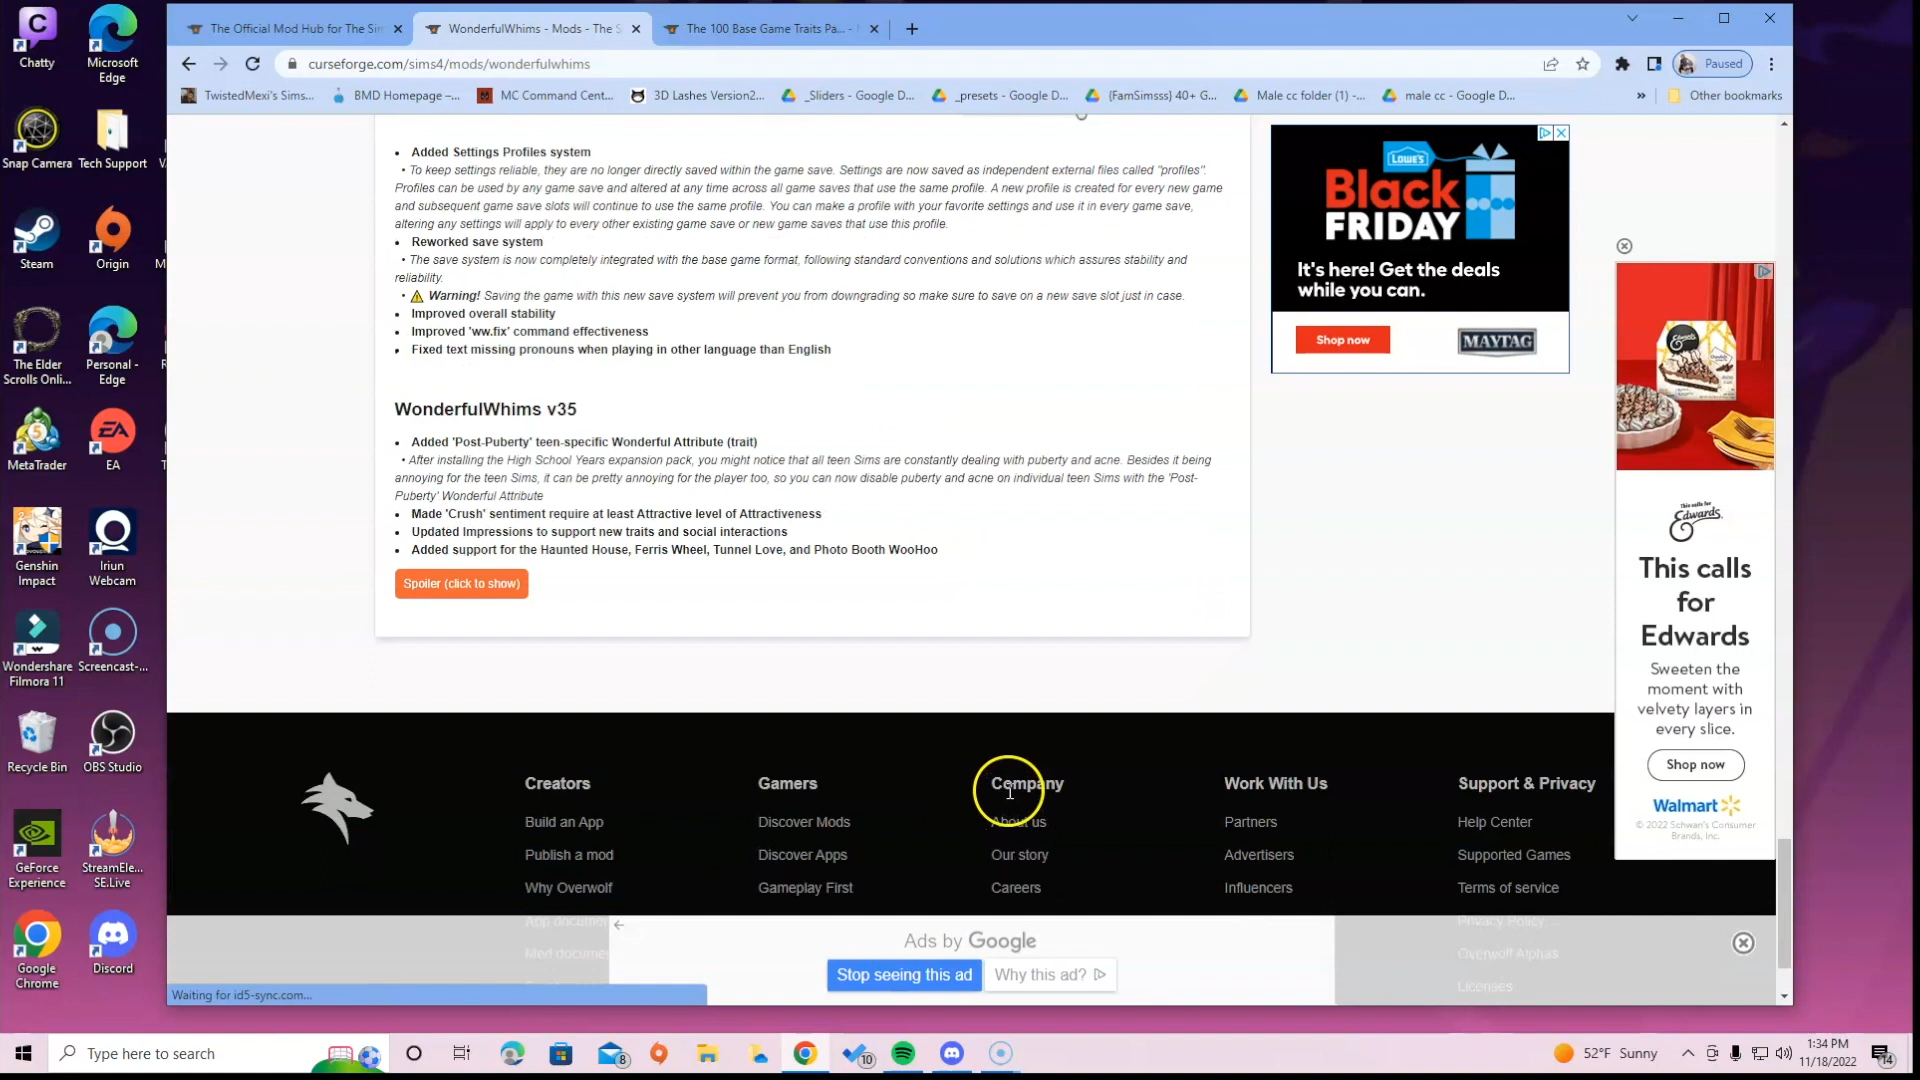 The Official Mod Hub for The Sim
WonderfulWhims - Mods - The S
The 100 Base Game Traits Pa... -
curseforge.com/sims4/mods/wonderfulwhims
Paused
TwistedMexi's Sims...
BMD Homepage –...
MC Command Cent...
3D Lashes Version2...
_Sliders - Google D...
_presets - Google D...
{FamSimsss} 40+ G...
Male cc folder (1) -...
male cc - Google D...
»
Other bookmarks
Chatty
Microsoft
Edge
Snap Camera
Tech Support
Steam
Origin
The Elder
Scrolls Onli...
Personal -
Edge
MetaTrader
EA
Genshin
Impact
Iriun
Webcam
Wondershare
Filmora 11
Screencast-...
Recycle Bin
OBS Studio
GeForce
Experience
StreamEle...
SE.Live
Google
Chrome
Discord
• Added Settings Profiles system
• To keep settings reliable, they are no longer directly saved within the game save. Settings are now saved as independent external files called "profiles".
Profiles can be used by any game save and altered at any time across all game saves that use the same profile. A new profile is created for every new game
and subsequent game save slots will continue to use the same profile. You can make a profile with your favorite settings and use it in every game save,
altering any settings will apply to every other existing game save or new game saves that use this profile.
• Reworked save system
• The save system is now completely integrated with the base game format, following standard conventions and solutions which assures stability and
reliability.
• ⚠ Warning! Saving the game with this new save system will prevent you from downgrading so make sure to save on a new save slot just in case.
• Improved overall stability
• Improved 'ww.fix' command effectiveness
• Fixed text missing pronouns when playing in other language than English
WonderfulWhims v35
• Added 'Post-Puberty' teen-specific Wonderful Attribute (trait)
• After installing the High School Years expansion pack, you might notice that all teen Sims are constantly dealing with puberty and acne. Besides it being
annoying for the teen Sims, it can be pretty annoying for the player too, so you can now disable puberty and acne on individual teen Sims with the 'Post-
Puberty' Wonderful Attribute
• Made 'Crush' sentiment require at least Attractive level of Attractiveness
• Updated Impressions to support new traits and social interactions
• Added support for the Haunted House, Ferris Wheel, Tunnel Love, and Photo Booth WooHoo
Spoiler (click to show)
LOWE'S
Black
FRIDAY
It's here! Get the deals
while you can.
Shop now
MAYTAG
Edwards
This calls for
Edwards
This calls
for
Edwards
Sweeten the
moment with
velvety layers in
every slice.
Shop now
Walmart
© 2022 Schwan's Consumer
Brands, Inc.
Creators
Build an App
Publish a mod
Why Overwolf
Gamers
Discover Mods
Discover Apps
Gameplay First
Company
About us
Our story
Careers
Work With Us
Partners
Advertisers
Influencers
Support & Privacy
Help Center
Supported Games
Terms of service
Privacy Policy
Overwolf Alphas
Licenses
Ads by Google
Stop seeing this ad
Why this ad?
Waiting for id5-sync.com...
Type here to search
8
10
52°F Sunny
1:34 PM
11/18/2022
14